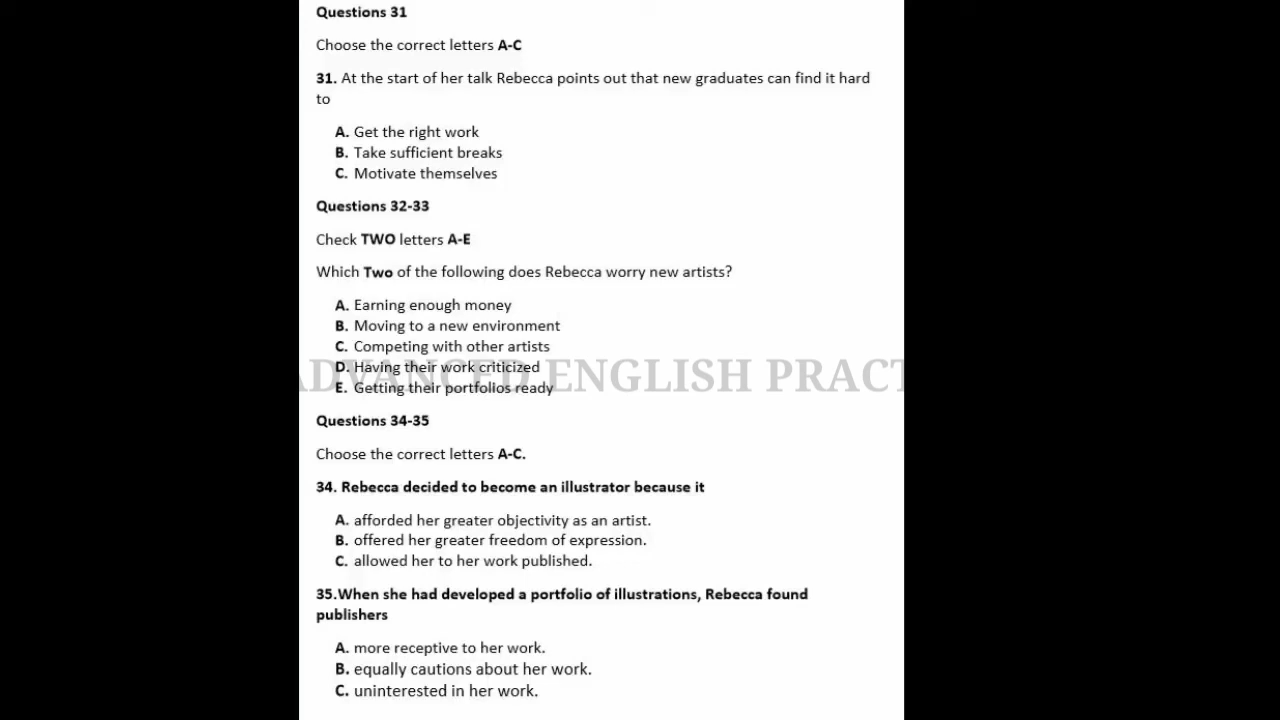 Questions 31
Choose the correct letters A-C
31. At the start of her talk Rebecca points out that new graduates can find it hard
to
A. Get the right work
B. Take sufficient breaks
C. Motivate themselves
Questions 32-33
Check TWO letters A-E
Which Two of the following does Rebecca worry new artists?
A. Earning enough money
B. Moving to a new environment
C. Competing with other artists
D. Having their work criticized
ADVANCED ENGLISH PRACT
E. Getting their portfolios ready
Questions 34-35
Choose the correct letters A-C.
34. Rebecca decided to become an illustrator because it
A. afforded her greater objectivity as an artist.
B. offered her greater freedom of expression.
C. allowed her to her work published.
35.When she had developed a portfolio of illustrations, Rebecca found
publishers
A. more receptive to her work.
B. equally cautions about her work.
C. uninterested in her work.